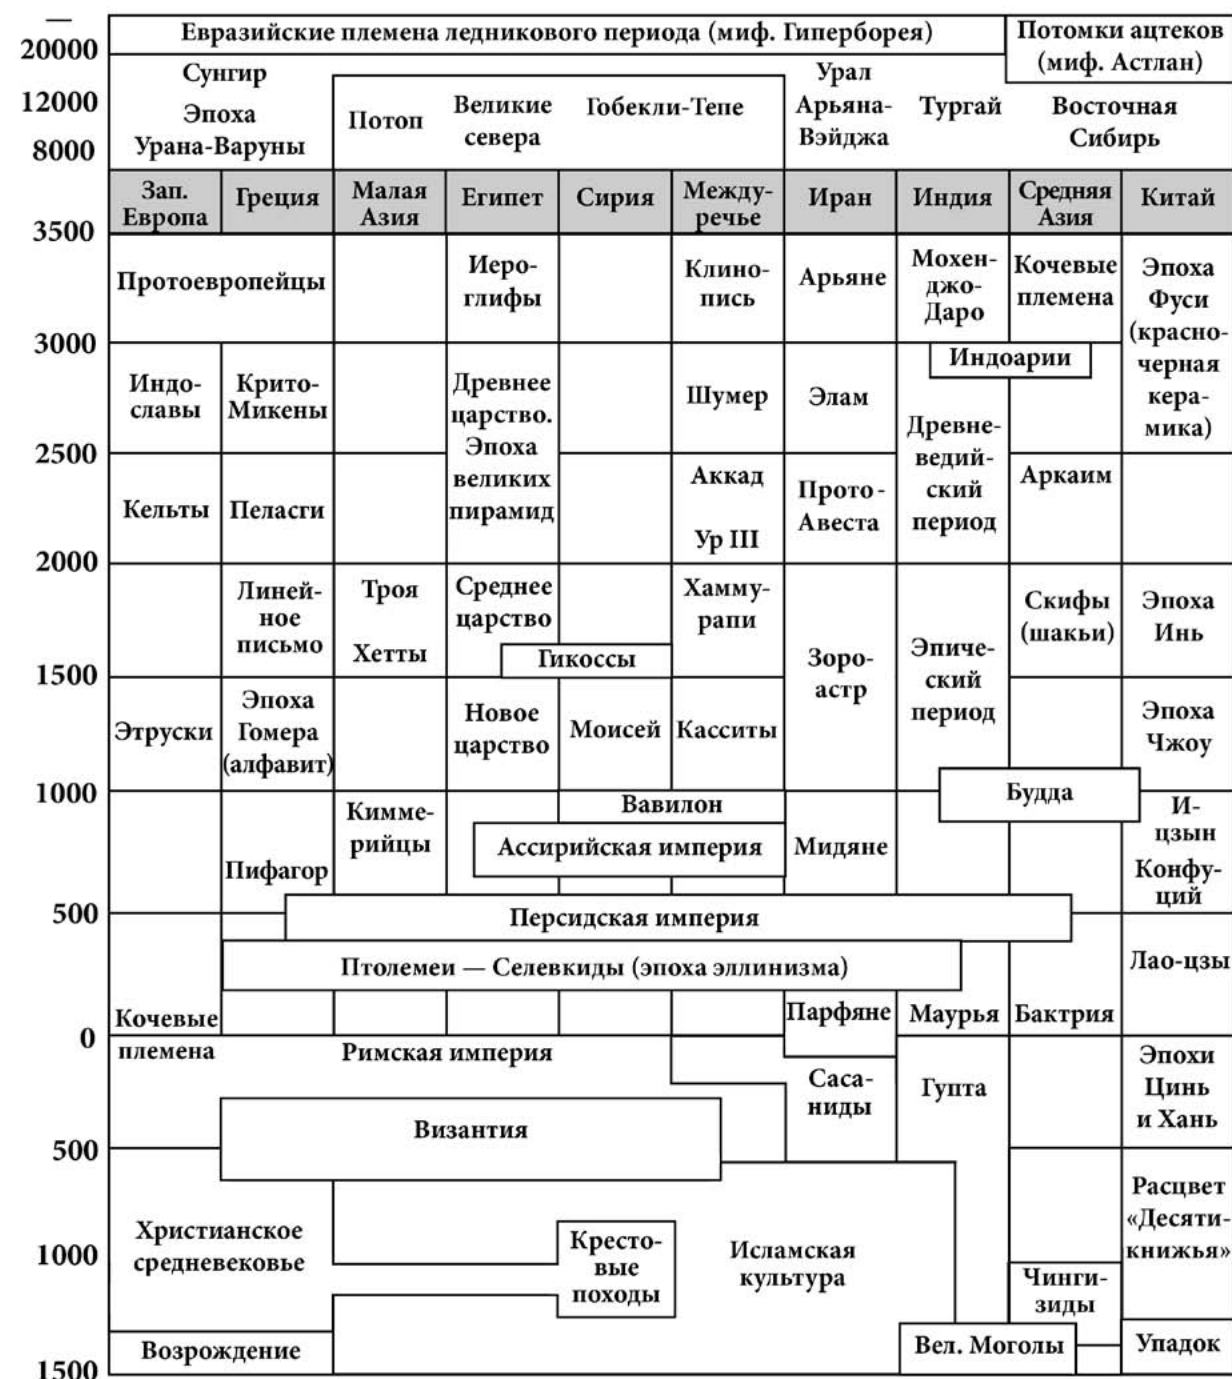 —
20000
Евразийские племена ледникового периода (миф. Гиперборея)
Потомки ацтеков
(миф. Астлан)
12000
8000
Сунгир
Эпоха
Урана-Варуны
Потоп
Великие
севера
Гобекли-Тепе
Урал
Арьяна-
Вэйджа
Тургай
Восточная
Сибирь
Зап.
Европа
Греция
Малая
Азия
Египет
Сирия
Между-
речье
Иран
Индия
Средняя
Азия
Китай
3500
Протоевропейцы
Иеро-
глифы
Клино-
пись
Арьяне
Мохен-
джо-
Даро
Кочевые
племена
Эпоха
Фуси
(красно-
черная
кера-
мика)
3000
Индоарии
Индо-
славы
Крито-
Микены
Древнее
царство.
Эпоха
великих
пирамид
Шумер
Элам
Древне-
ведий-
ский
период
2500
Кельты
Пеласги
Аккад
Ур III
Прото-
Авеста
Аркаим
2000
Линей-
ное
письмо
Троя
Хетты
Среднее
царство
Гикоссы
Хамму-
рапи
Зоро-
астр
Эпиче-
ский
период
Скифы
(шакьи)
Эпоха
Инь
1500
Этруски
Эпоха
Гомера
(алфавит)
Новое
царство
Моисей
Касситы
Эпоха
Чжоу
1000
Будда
Пифагор
Кимме-
рийцы
Вавилон
Ассирийская империя
Мидяне
И-
цзын
Конфу-
ций
500
Персидская империя
Птолемеи — Селевкиды (эпоха эллинизма)
Лао-цзы
Кочевые
племена
Парфяне
Маурья
Бактрия
0
Римская империя
Саса-
ниды
Гупта
Эпохи
Цинь
и Хань
Византия
500
Христианское
средневековье
Кресто-
вые
походы
Исламская
культура
Расцвет
«Десяти-
книжья»
1000
Чинги-
зиды
Возрождение
Вел. Моголы
Упадок
1500